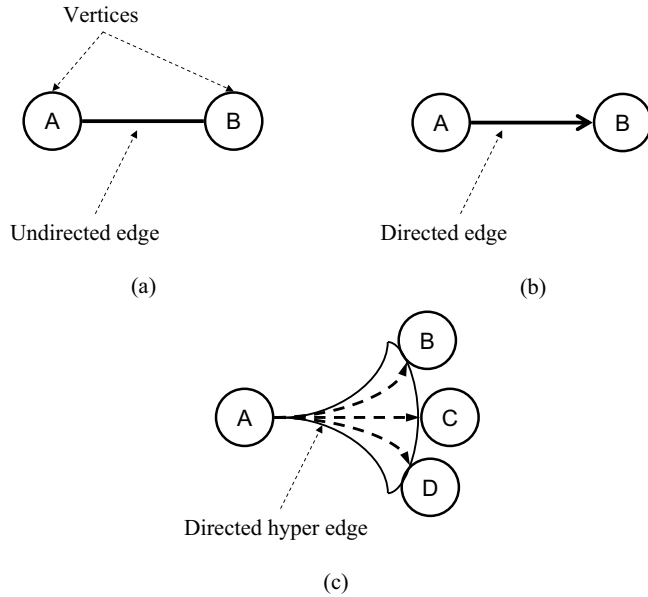 Vertices
A
B
Undirected edge
(a)
A
B
Directed edge
(b)
A
B
C
D
Directed hyper edge
(c)